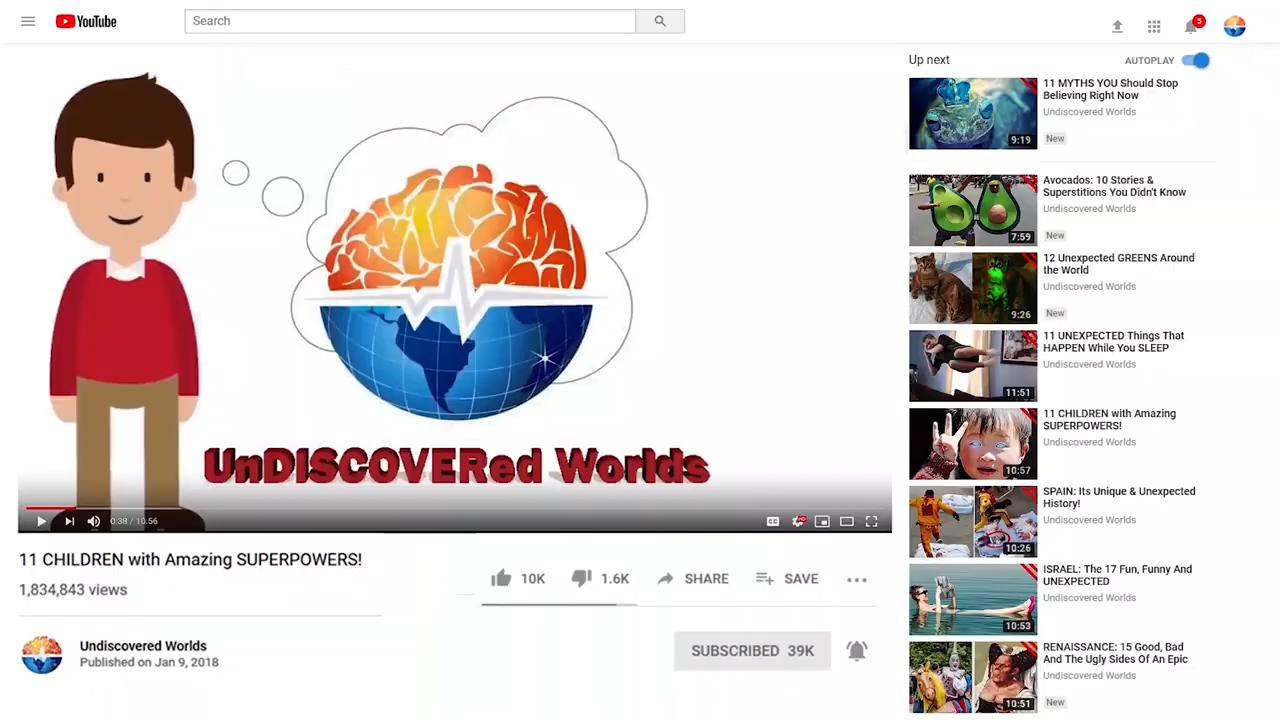 YouTube
Search
5
Up next
AUTOPLAY
11 MYTHS YOU Should Stop
Believing Right Now
Undiscovered Worlds
New
9:19
Avocados: 10 Stories &
Superstitions You Didn't Know
Undiscovered Worlds
New
7:59
12 Unexpected GREENS Around
the World
Undiscovered Worlds
New
9:26
11 UNEXPECTED Things That
HAPPEN While You SLEEP
Undiscovered Worlds
11:51
11 CHILDREN with Amazing
SUPERPOWERS!
Undiscovered Worlds
10:57
SPAIN: Its Unique & Unexpected
History!
Undiscovered Worlds
10:26
ISRAEL: The 17 Fun, Funny And
UNEXPECTED
Undiscovered Worlds
10:53
RENAISSANCE: 15 Good, Bad
And The Ugly Sides Of An Epic
Undiscovered Worlds
New
10:51
UnDISCOVERed Worlds
0:38 / 10:56
CC
HD
11 CHILDREN with Amazing SUPERPOWERS!
1,834,843 views
10K
1.6K
SHARE
SAVE
Undiscovered Worlds
Published on Jan 9, 2018
SUBSCRIBED 39K